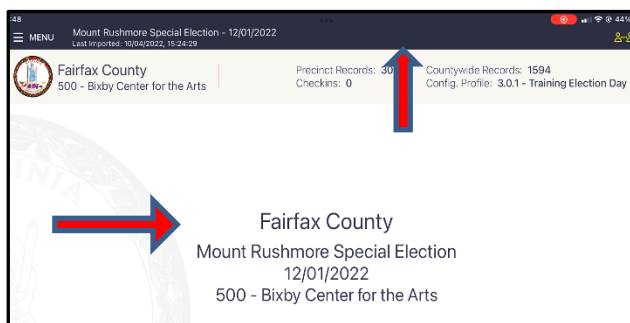 :48
44%
MENU
Mount Rushmore Special Election - 12/01/2022
Last Imported: 10/04/2022, 15:24:29
Fairfax County
500 - Bixby Center for the Arts
Precinct Records: 30
Checkins: 0
Countywide Records: 1594
Config. Profile: 3.0.1 - Training Election Day
Fairfax County
Mount Rushmore Special Election
12/01/2022
500 - Bixby Center for the Arts